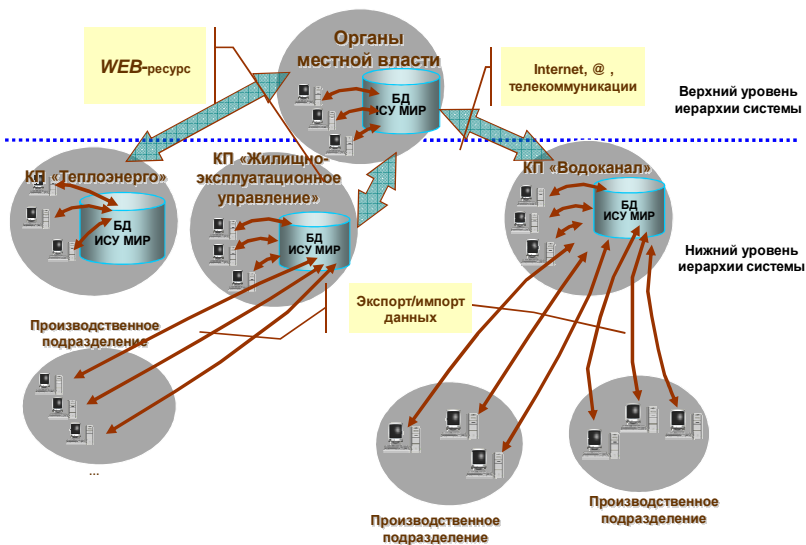 Органы
местной власти
WEB-ресурс
Internet, @ ,
телекоммуникации
БД
ИСУ МИР
Верхний уровень
иерархии системы
КП «Теплоэнерго»
КП «Жилищно-
эксплуатационное
управление»
КП «Водоканал»
БД
ИСУ МИР
БД
ИСУ МИР
БД
ИСУ МИР
Нижний уровень
иерархии системы
Экспорт/импорт
данных
Производственное
подразделение
...
Производственное
подразделение
Производственное
подразделение